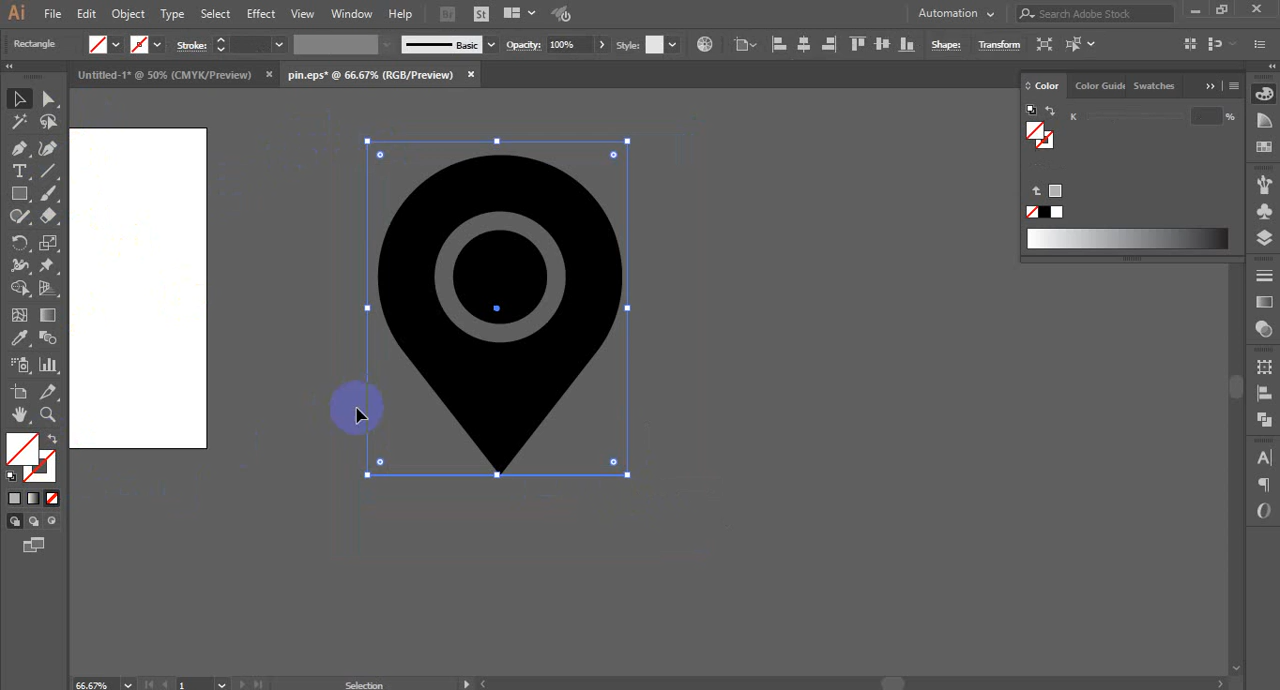 Ai File Edit Object Type Select Effect View Window Help Br St Automation Search Adobe Stock
Rectangle Stroke: Basic Opacity: 100% Style: Shape: Transform
Untitled-1* @ 50% (CMYK/Preview) × pin.eps* @ 66.67% (RGB/Preview) ×
Color Color Guide Swatches
K %
T
A
66.67% 1 Selection